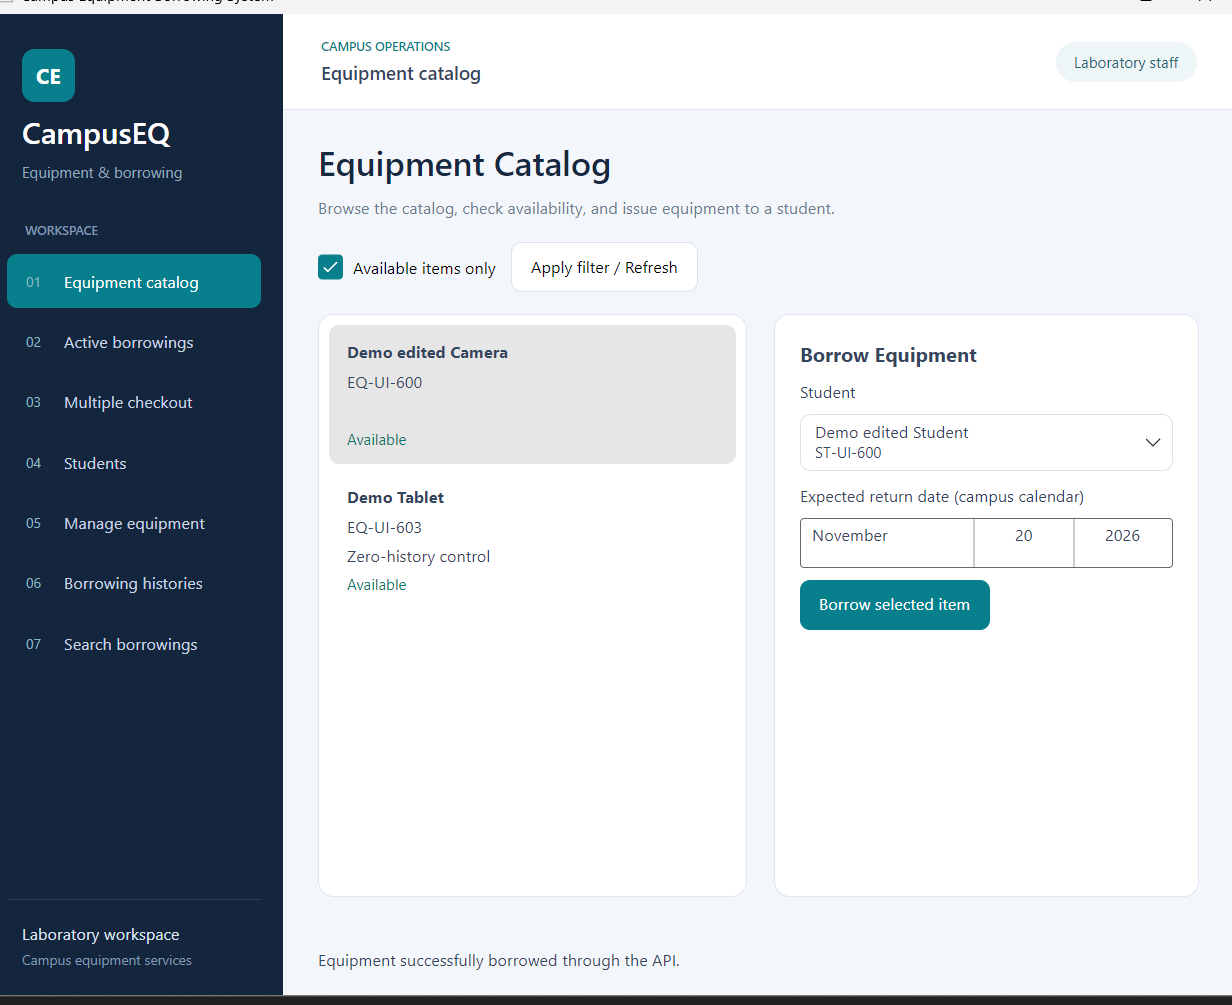 Campus Equipment Borrowing System
CE
CampusEQ
Equipment & borrowing
WORKSPACE
01 Equipment catalog
02 Active borrowings
03 Multiple checkout
04 Students
05 Manage equipment
06 Borrowing histories
07 Search borrowings
Laboratory workspace
Campus equipment services
CAMPUS OPERATIONS
Equipment catalog
Laboratory staff
Equipment Catalog
Browse the catalog, check availability, and issue equipment to a student.
Available items only
Apply filter / Refresh
Demo edited Camera
EQ-UI-600
Available
Demo Tablet
EQ-UI-603
Zero-history control
Available
Borrow Equipment
Student
Demo edited Student
ST-UI-600
Expected return date (campus calendar)
November 20 2026
Borrow selected item
Equipment successfully borrowed through the API.